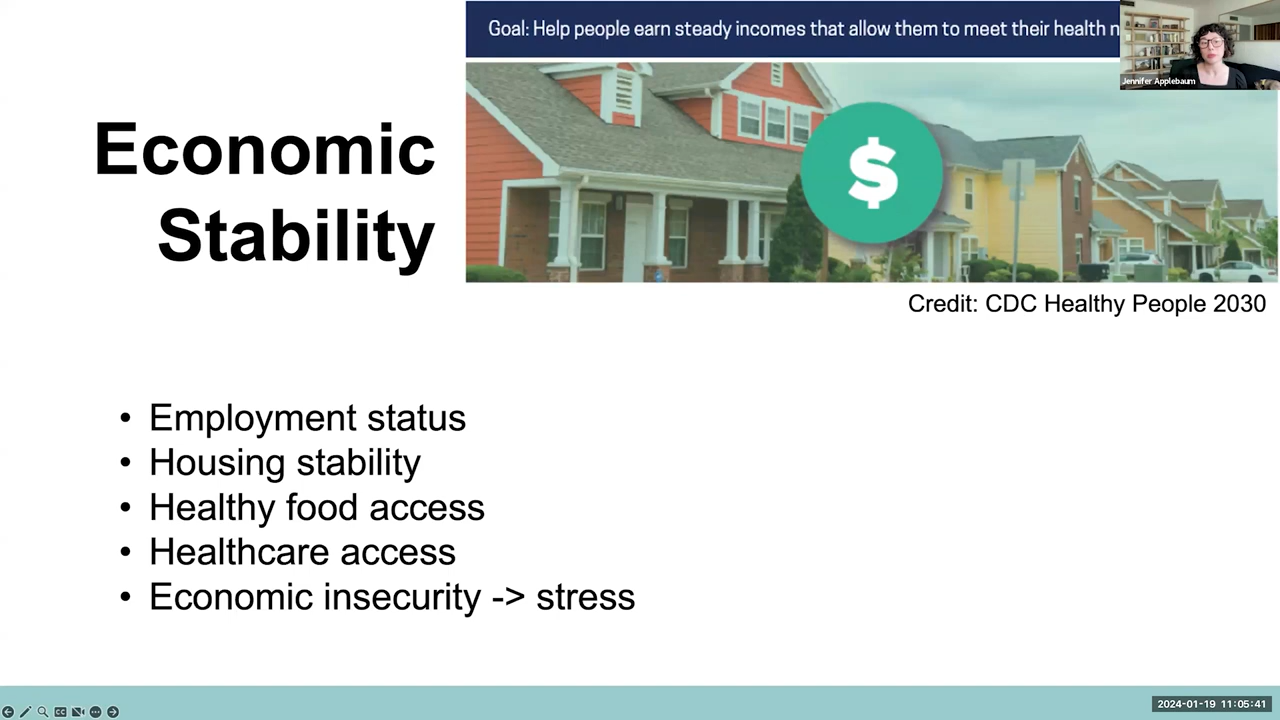 Goal: Help people earn steady incomes that allow them to meet their health
Jennifer Applebaum
Economic
Stability
$
Credit: CDC Healthy People 2030
• Employment status
• Housing stability
• Healthy food access
• Healthcare access
• Economic insecurity -> stress
CC
2024-01-19 11:05:41